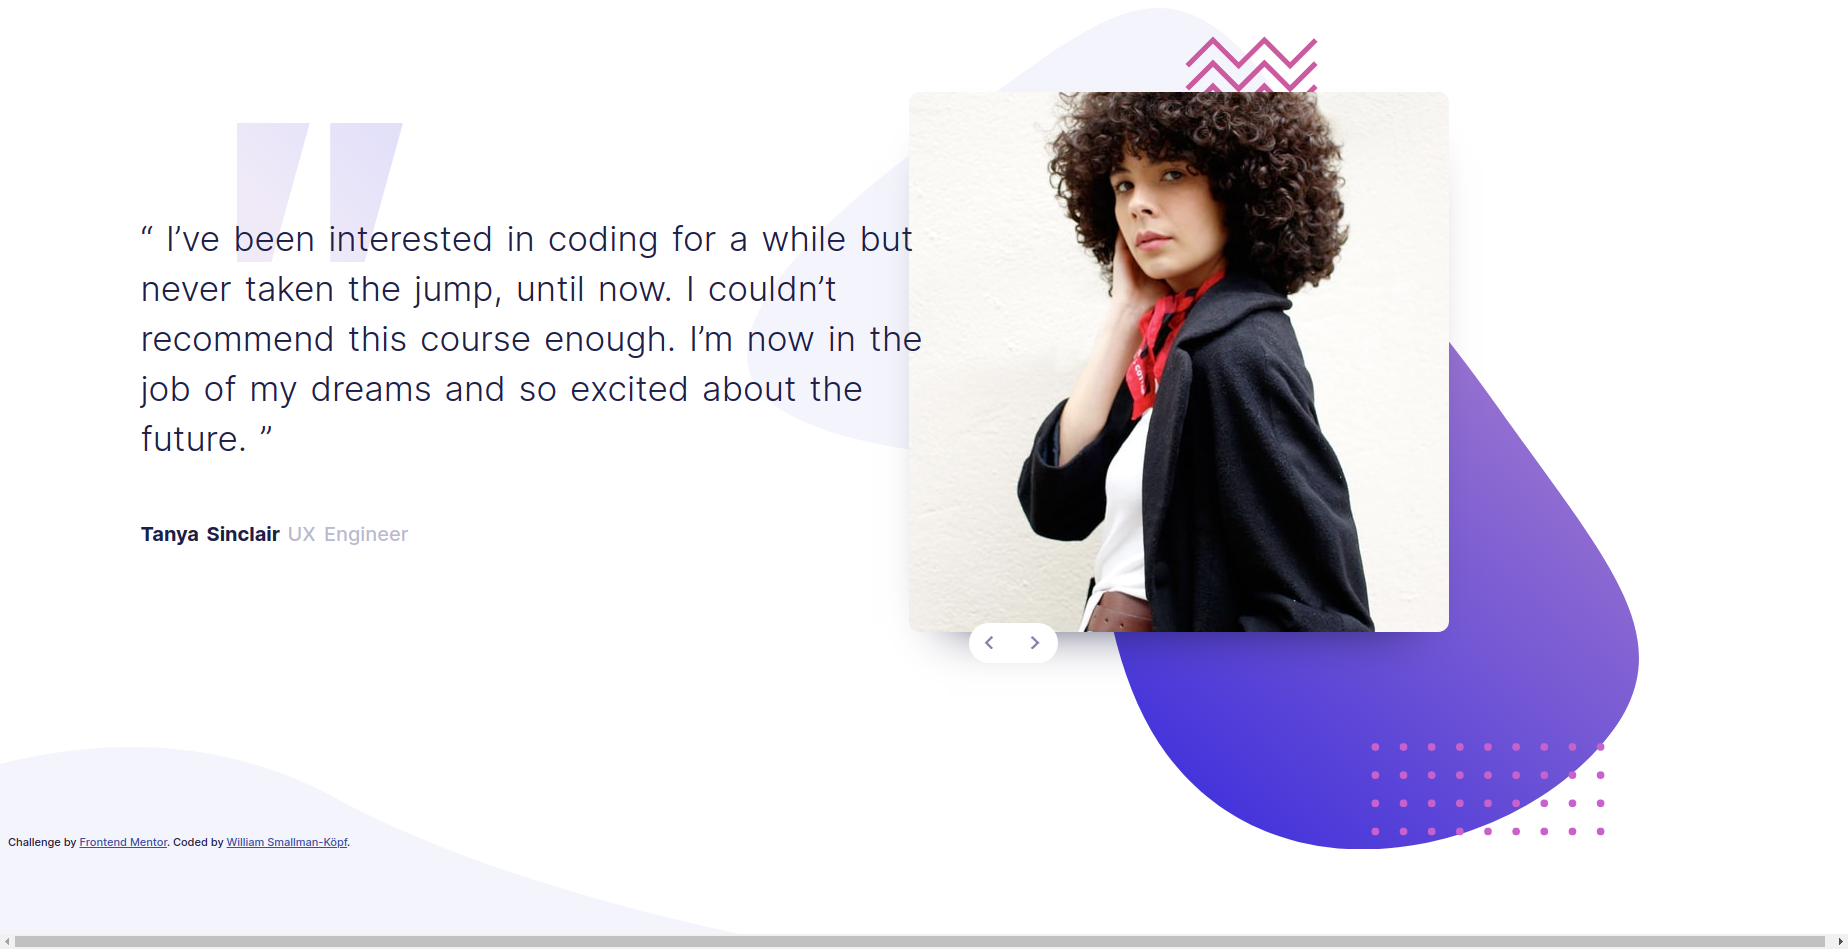 “ I’ve been interested in coding for a while but
never taken the jump, until now. I couldn’t
recommend this course enough. I’m now in the
job of my dreams and so excited about the
future. ”
Tanya Sinclair UX Engineer
Challenge by Frontend Mentor. Coded by William Smallman-Köpf.